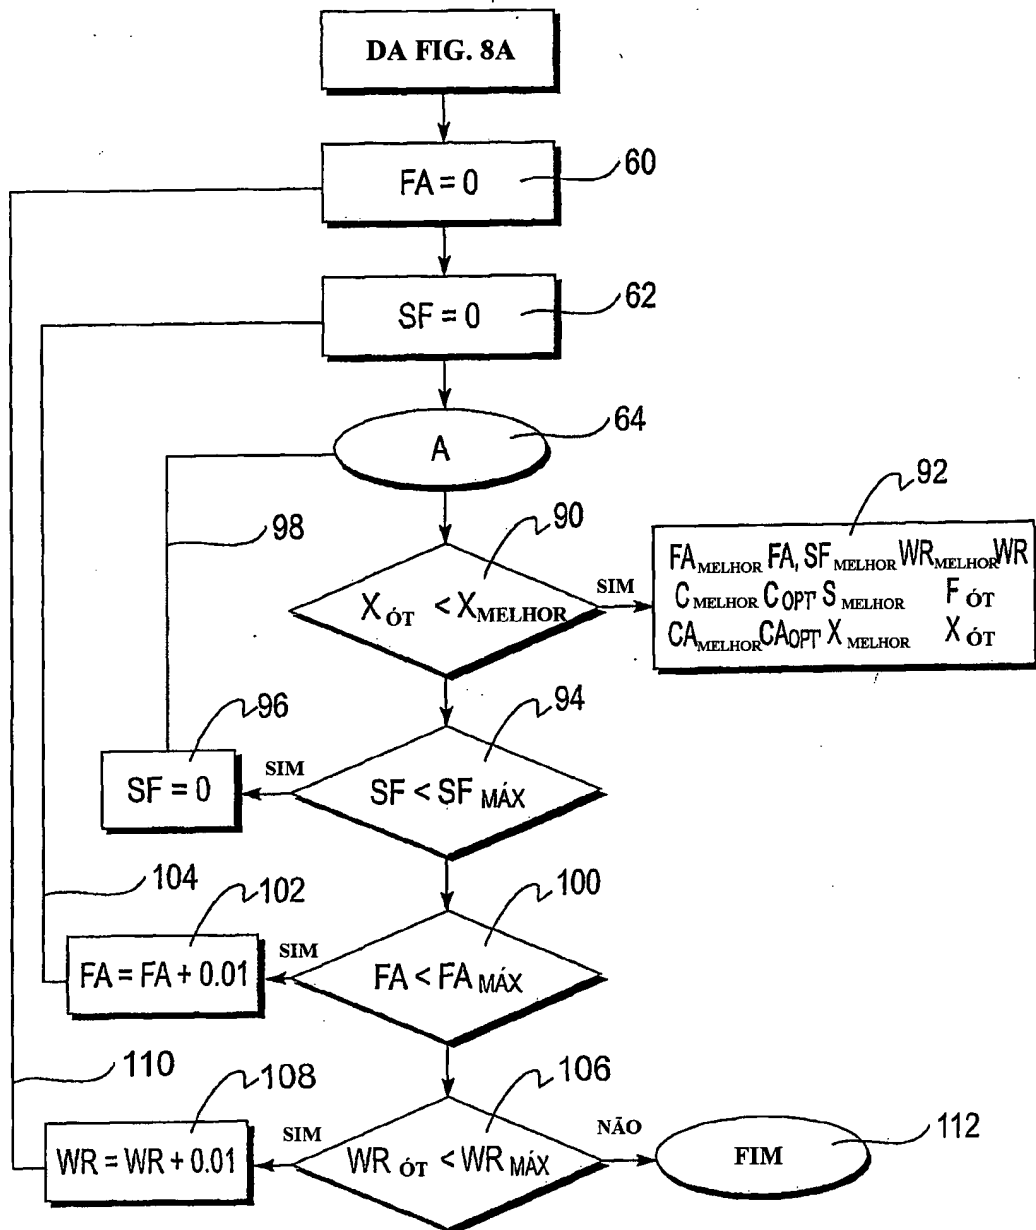 DA FIG. 8A
FA = 0
60
SF = 0
62
A
64
98
90
X ÓT < X MELHOR
SIM
92
FA MELHOR FA, SF MELHOR WR MELHOR WR
C MELHOR C OPT' S MELHOR F ÓT
CA MELHOR CA OPT' X MELHOR X ÓT
96
SF = 0
SIM
94
SF < SF MÁX
104
102
FA = FA + 0.01
SIM
100
FA < FA MÁX
110
108
WR = WR + 0.01
SIM
106
WR ÓT < WR MÁX
NÃO
FIM
112